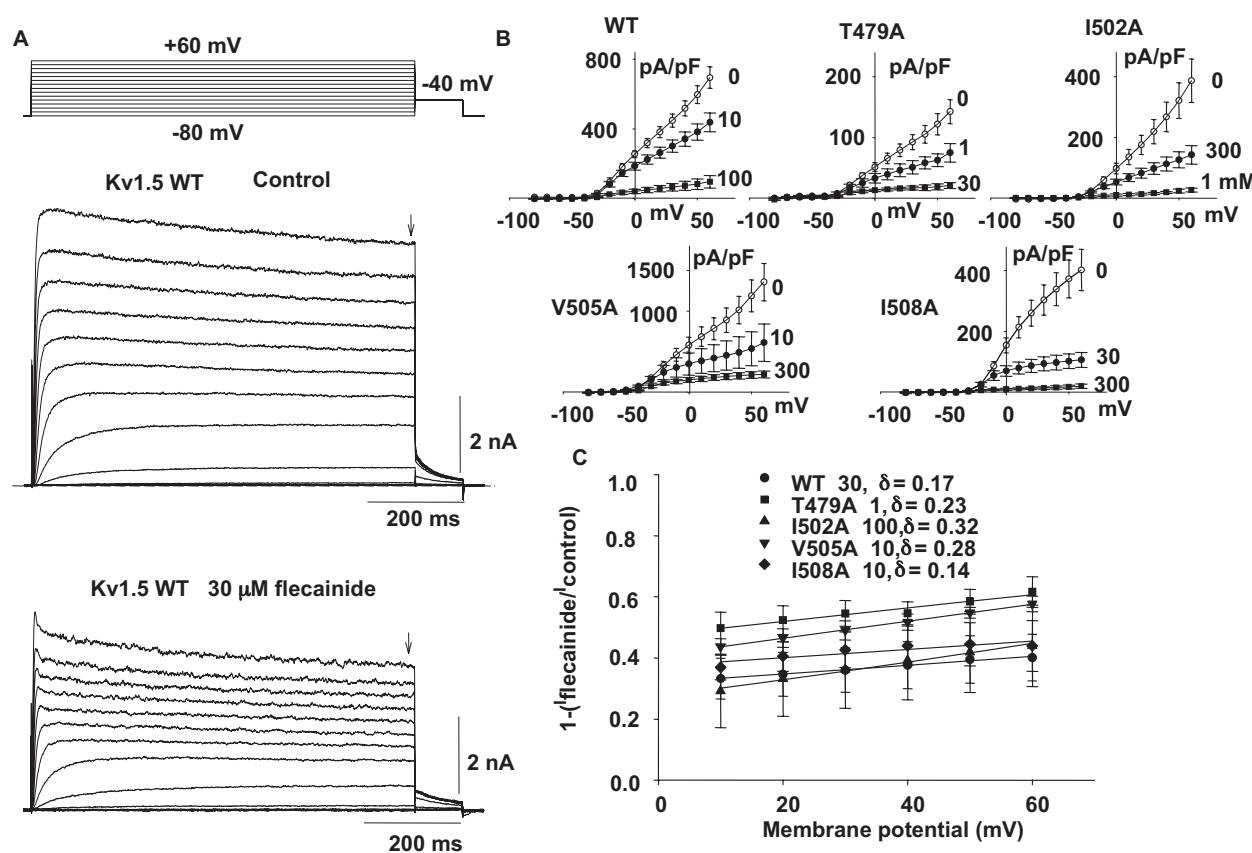 A
+60 mV
-40 mV
-80 mV
Kv1.5 WT Control
2 nA
200 ms
Kv1.5 WT 30 μM flecainide
2 nA
200 ms
B
WT
800
pA/pF
0
400
10
100
-100 -50 0 50
mV
T479A
200
pA/pF
0
100
1
30
-100 -50 0 50
mV
I502A
400
pA/pF
0
200
300
1 mM
-100 -50 0 50
mV
V505A
1500
pA/pF
0
1000
10
300
-100 -50 0 50
mV
I508A
400
pA/pF
0
200
30
300
-100 -50 0 50
mV
C
1.0
0.8
0.6
0.4
0.2
0.0
1-(Iflecainide/Icontrol)
WT 30, δ = 0.17
T479A 1, δ = 0.23
I502A 100, δ = 0.32
V505A 10, δ = 0.28
I508A 10, δ = 0.14
0 20 40 60
Membrane potential (mV)